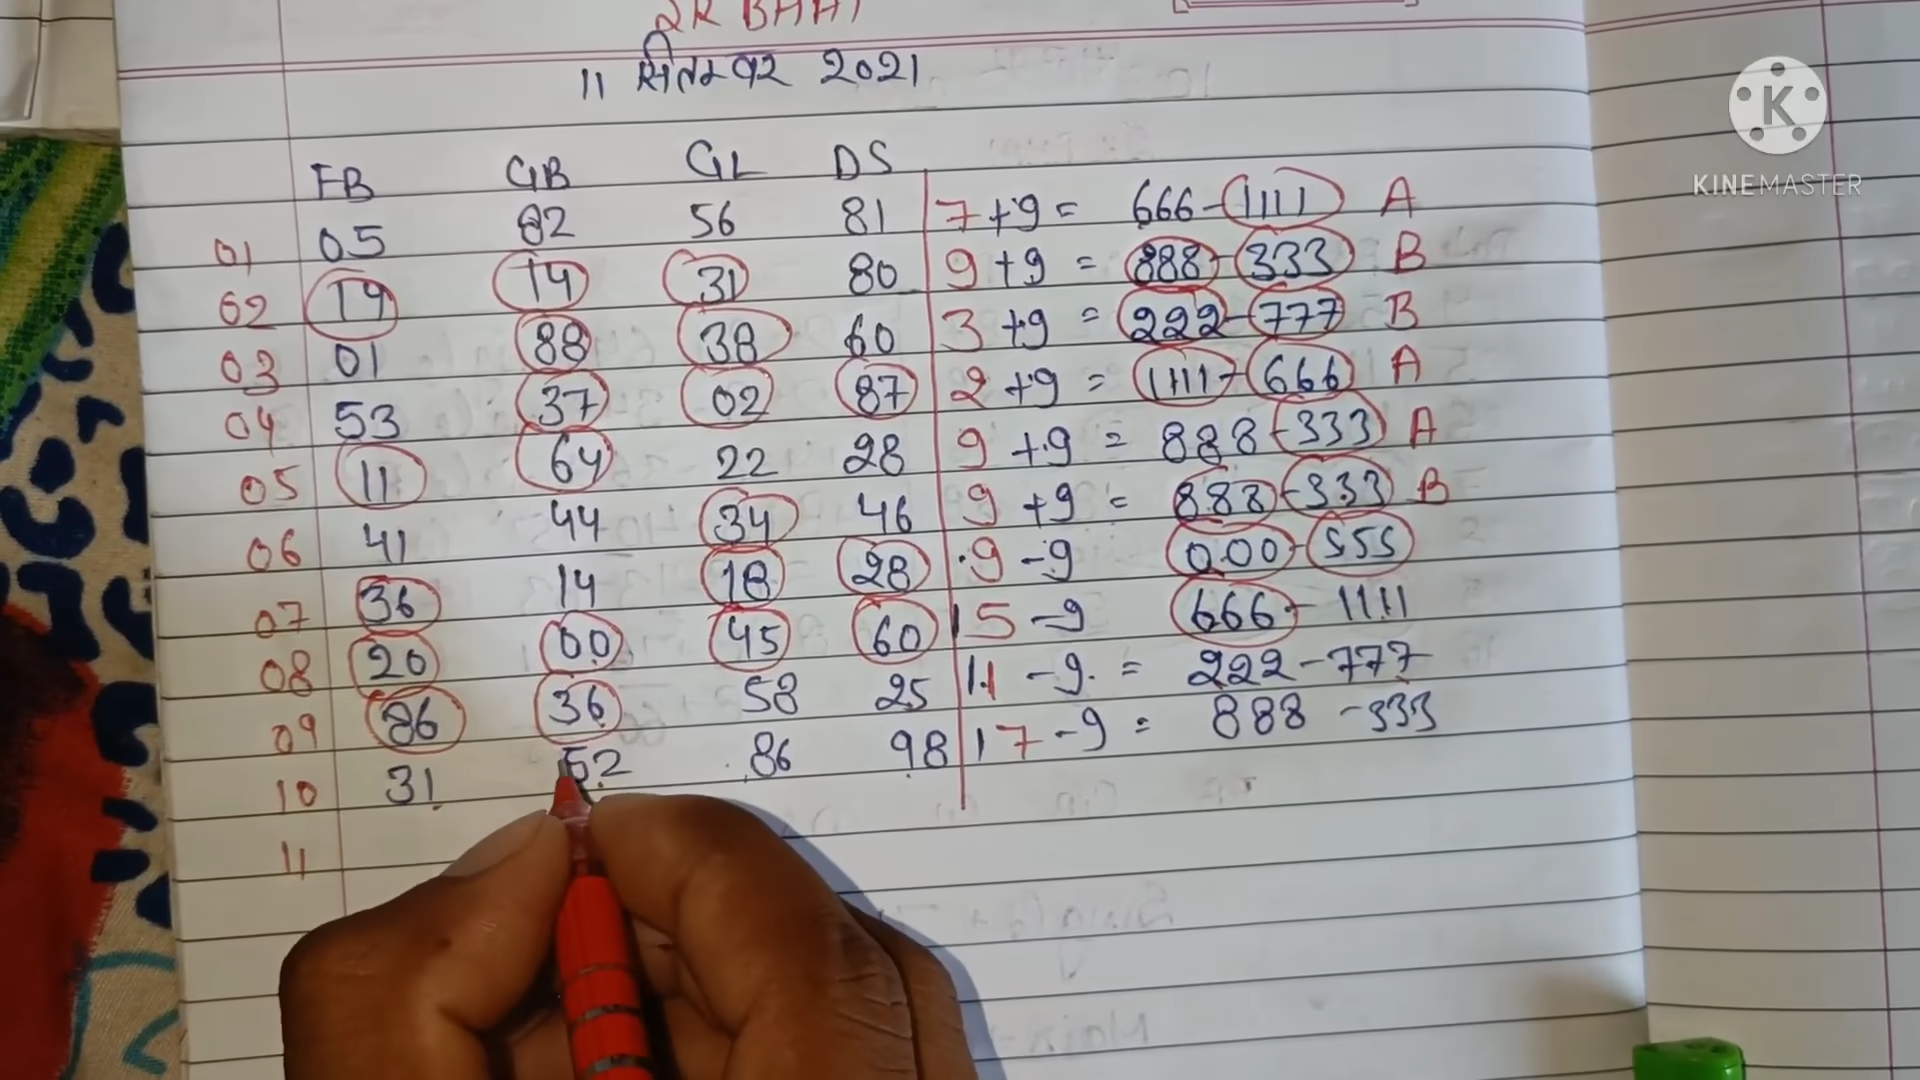 RR BHAI
11 सितम्बर 2021
FB GB GL DS
01 05 82 56 81 7+9= 666-1111 A
02 14 14 31 80 9+9= 888-333 B
03 01 88 38 60 3+9= 222-777 B
04 53 37 02 87 2+9= 1111-666 A
05 11 64 22 28 9+9= 888-333 A
06 41 44 34 46 9+9= 888-333 B
07 36 14 18 28 9-9 000-555
08 20 00 45 60 15-9 666-1111
09 86 36 58 25 11-9= 222-777
10 31 52 86 98 17-9= 888-333
11
K
KINEMASTER